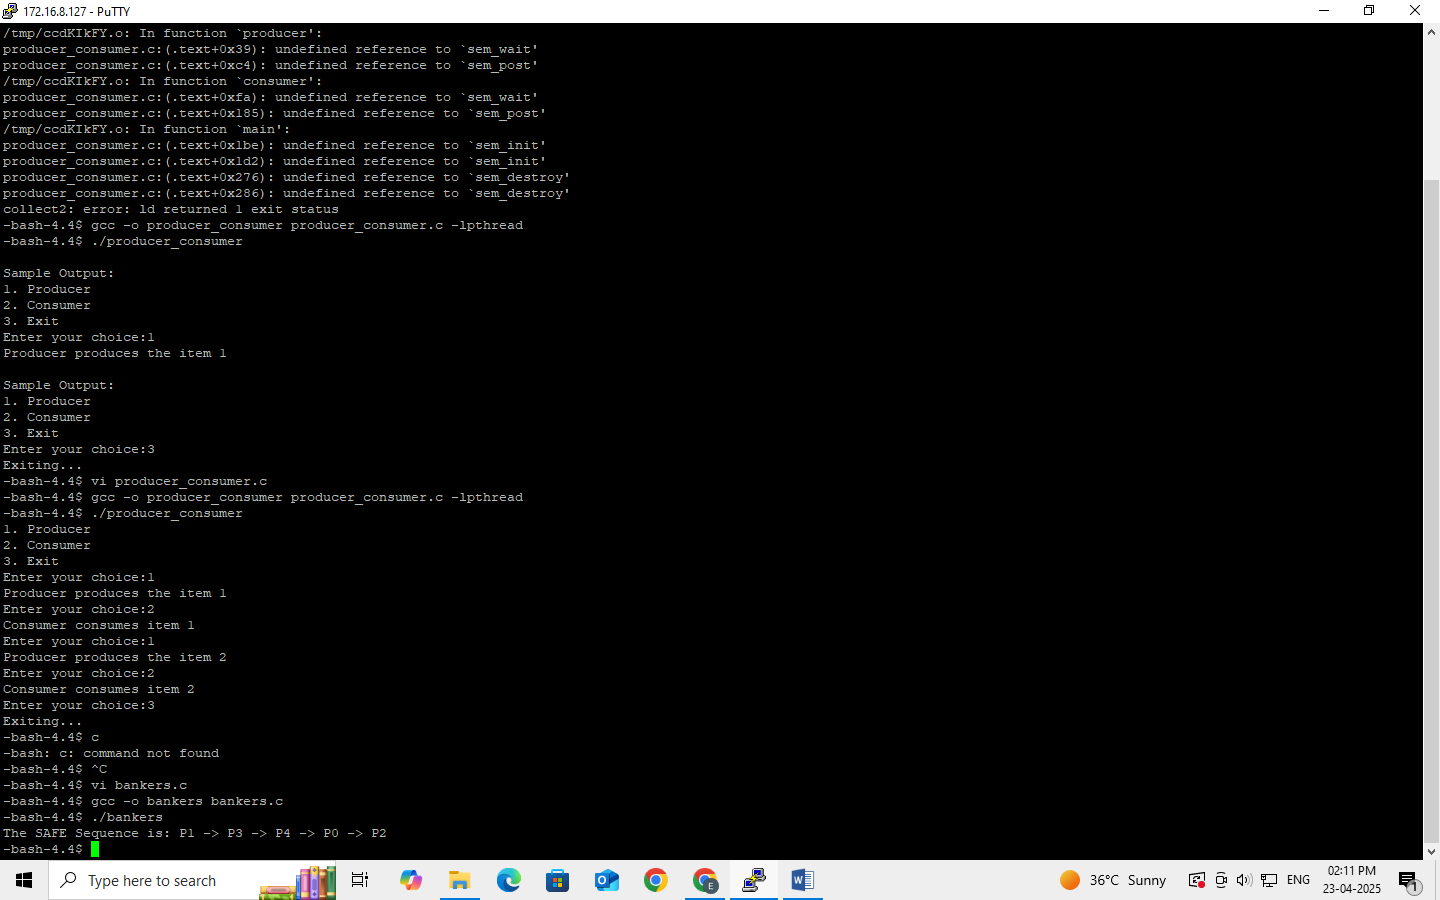 172.16.8.127 - PuTTY
/tmp/ccdKIkFY.o: In function `producer':
producer_consumer.c:(.text+0x39): undefined reference to `sem_wait'
producer_consumer.c:(.text+0xc4): undefined reference to `sem_post'
/tmp/ccdKIkFY.o: In function `consumer':
producer_consumer.c:(.text+0xfa): undefined reference to `sem_wait'
producer_consumer.c:(.text+0x185): undefined reference to `sem_post'
/tmp/ccdKIkFY.o: In function `main':
producer_consumer.c:(.text+0x1be): undefined reference to `sem_init'
producer_consumer.c:(.text+0x1d2): undefined reference to `sem_init'
producer_consumer.c:(.text+0x276): undefined reference to `sem_destroy'
producer_consumer.c:(.text+0x286): undefined reference to `sem_destroy'
collect2: error: ld returned 1 exit status
-bash-4.4$ gcc -o producer_consumer producer_consumer.c -lpthread
-bash-4.4$ ./producer_consumer
Sample Output:
1. Producer
2. Consumer
3. Exit
Enter your choice:1
Producer produces the item 1
Sample Output:
1. Producer
2. Consumer
3. Exit
Enter your choice:3
Exiting...
-bash-4.4$ vi producer_consumer.c
-bash-4.4$ gcc -o producer_consumer producer_consumer.c -lpthread
-bash-4.4$ ./producer_consumer
1. Producer
2. Consumer
3. Exit
Enter your choice:1
Producer produces the item 1
Enter your choice:2
Consumer consumes item 1
Enter your choice:1
Producer produces the item 2
Enter your choice:2
Consumer consumes item 2
Enter your choice:3
Exiting...
-bash-4.4$ c
-bash: c: command not found
-bash-4.4$ ^C
-bash-4.4$ vi bankers.c
-bash-4.4$ gcc -o bankers bankers.c
-bash-4.4$ ./bankers
The SAFE Sequence is: P1 -> P3 -> P4 -> P0 -> P2
-bash-4.4$
Type here to search
E
W
36°C Sunny
ENG
02:11 PM
23-04-2025
1